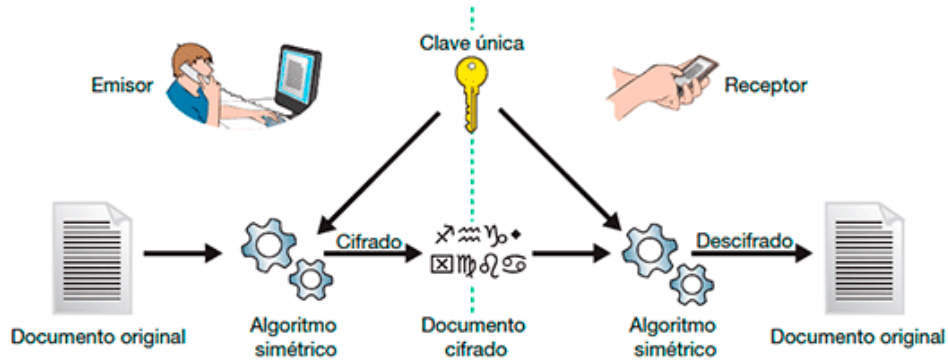 Clave única
Emisor
Receptor
Cifrado
Descifrado
Documento original
Algoritmo
simétrico
Documento
cifrado
Algoritmo
simétrico
Documento original